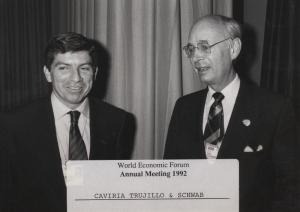 World Economic Forum
Annual Meeting 1992
CAVIRIA TRUJILLO & SCHWAB